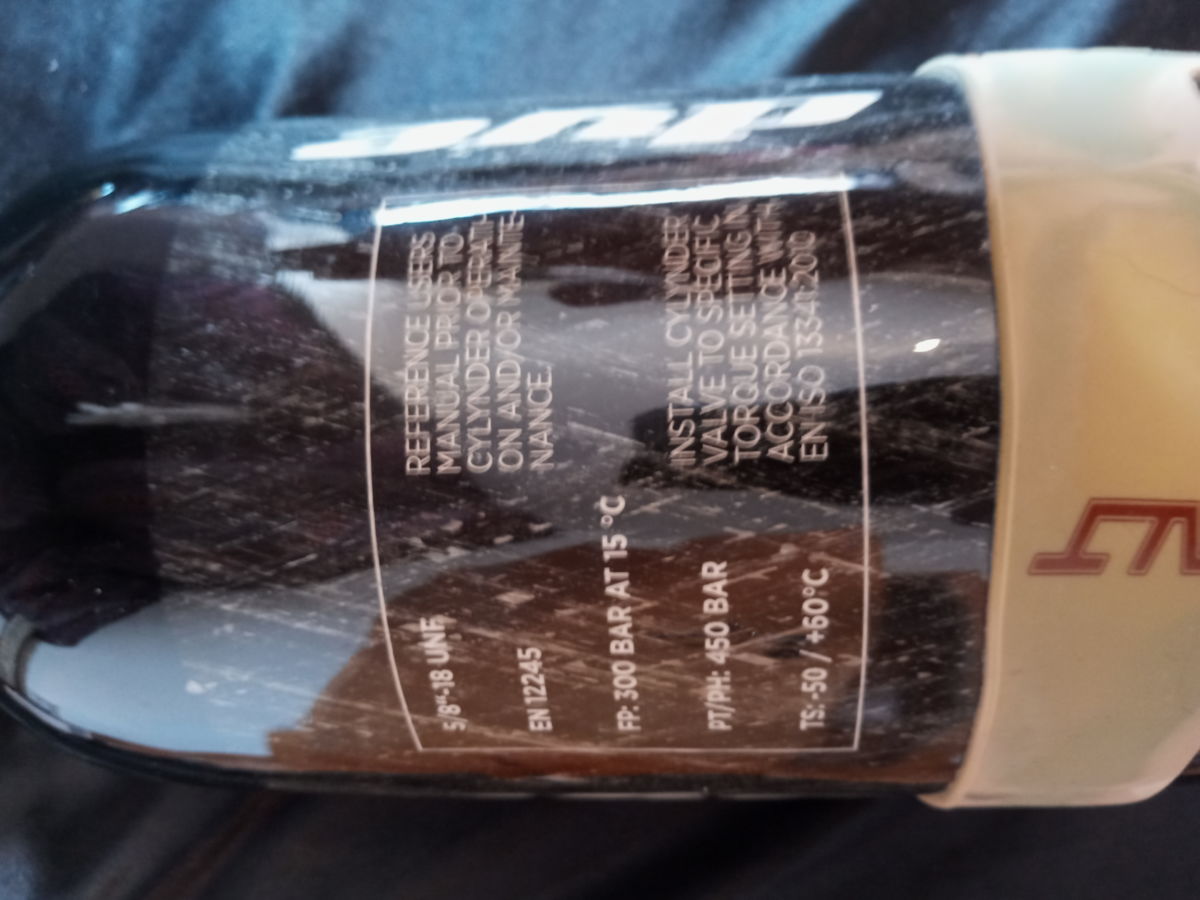 REFERENCE USERS
MANUAL PRIOR TO
CYLYNDER OPERATI-
ON AND/OR MAINTE-
NANCE.
INSTALL CYLYNDER
VALVE TO SPECIFIC
TORQUE SETTING IN
ACCORDANCE WITH
EN ISO 13341:2010
5/8"-18 UNF
EN 12245
FP: 300 BAR AT 15 °C
PT/PH: 450 BAR
TS: -50 / +60°C